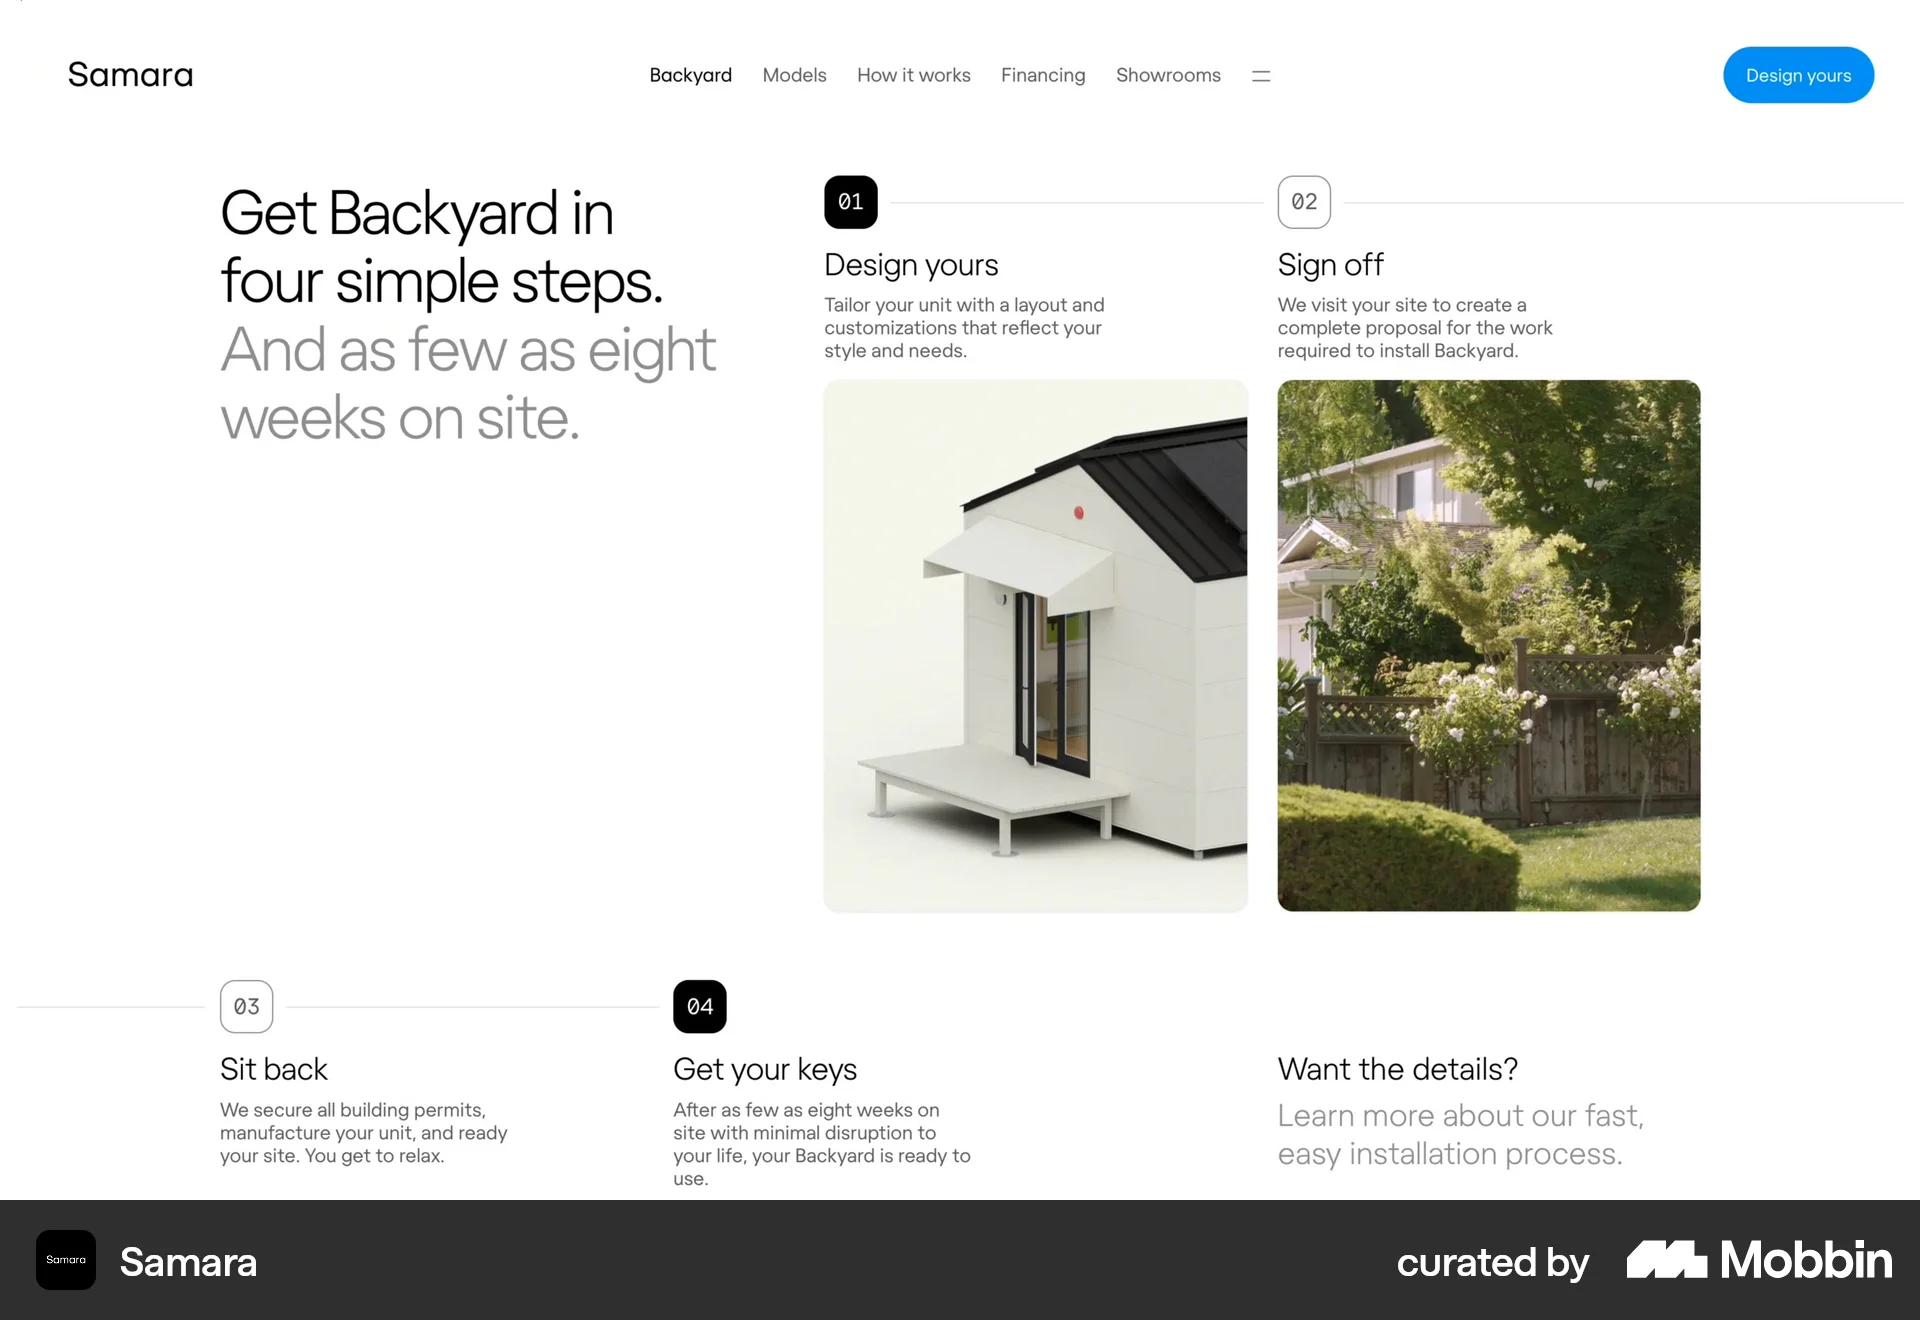 Samara
Backyard
Models
How it works
Financing
Showrooms
Design yours
Get Backyard in
four simple steps.
And as few as eight
weeks on site.
01
Design yours
Tailor your unit with a layout and
customizations that reflect your
style and needs.
02
Sign off
We visit your site to create a
complete proposal for the work
required to install Backyard.
03
Sit back
We secure all building permits,
manufacture your unit, and ready
your site. You get to relax.
04
Get your keys
After as few as eight weeks on
site with minimal disruption to
your life, your Backyard is ready to
use.
Want the details?
Learn more about our fast,
easy installation process.
Samara
Samara
curated by
Mobbin